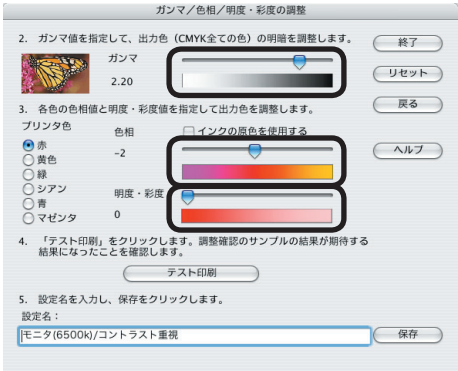 ガンマ／色相／明度・彩度の調整
2. ガンマ値を指定して、出力色（CMYK全ての色）の明暗を調整します。
終了
ガンマ
2.20
リセット
3. 各色の色相値と明度・彩度値を指定して出力色を調整します。
戻る
プリンタ色
色相
インクの原色を使用する
赤
-2
ヘルプ
黄色
緑
シアン
明度・彩度
青
0
マゼンタ
4. 「テスト印刷」をクリックします。調整確認のサンプルの結果が期待する
結果になったことを確認します。
テスト印刷
5. 設定名を入力し、保存をクリックします。
設定名：
モニタ(6500k)/コントラスト重視
保存